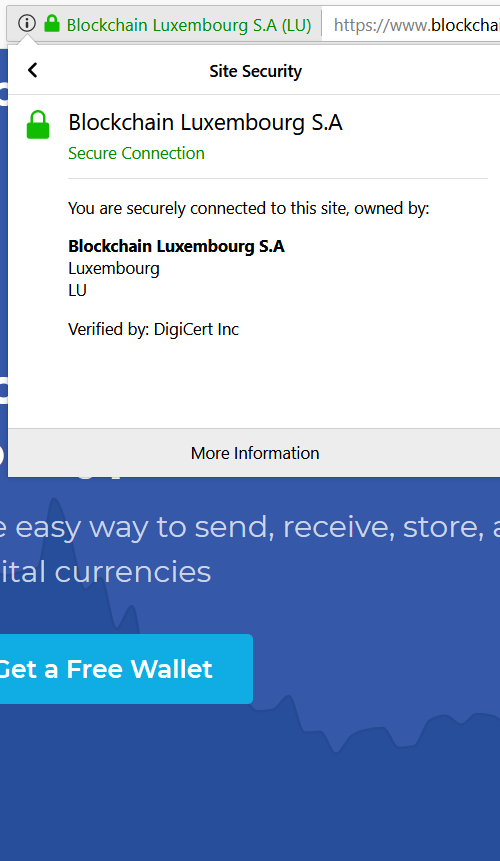 Blockchain Luxembourg S.A (LU) https://www.blockchai
Site Security
Blockchain Luxembourg S.A
Secure Connection
You are securely connected to this site, owned by:
Blockchain Luxembourg S.A
Luxembourg
LU
Verified by: DigiCert Inc
More Information
e easy way to send, receive, store, a
ital currencies
Get a Free Wallet